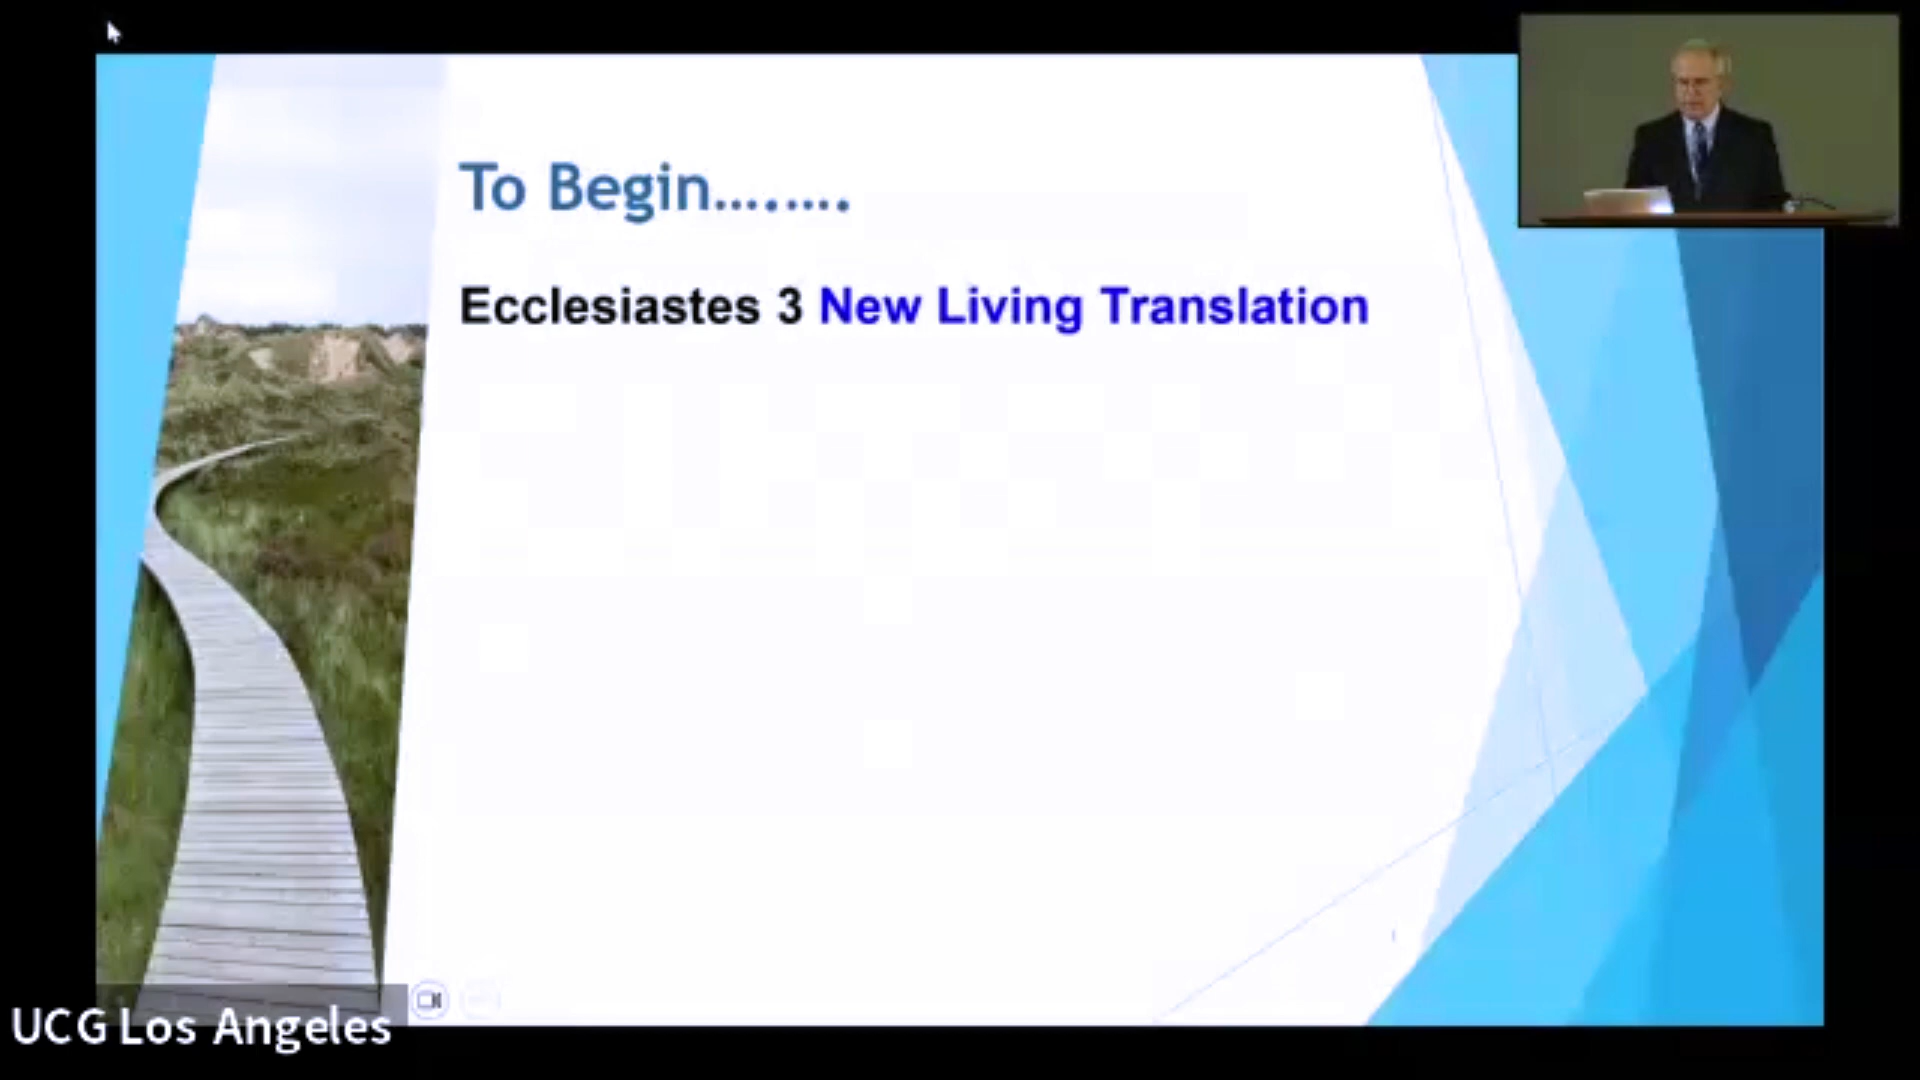 To Begin........
Ecclesiastes 3 New Living Translation
UCG Los Angeles